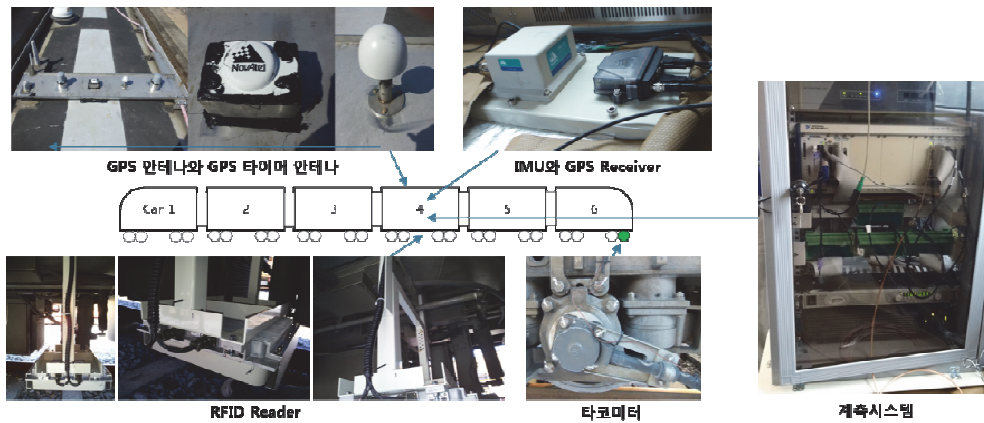 NovAtel
GPS 안테나와 GPS 타이머 안테나
IMU와 GPS Receiver
Car 1
2
3
4
5
6
RFID Reader
타코미터
계측시스템